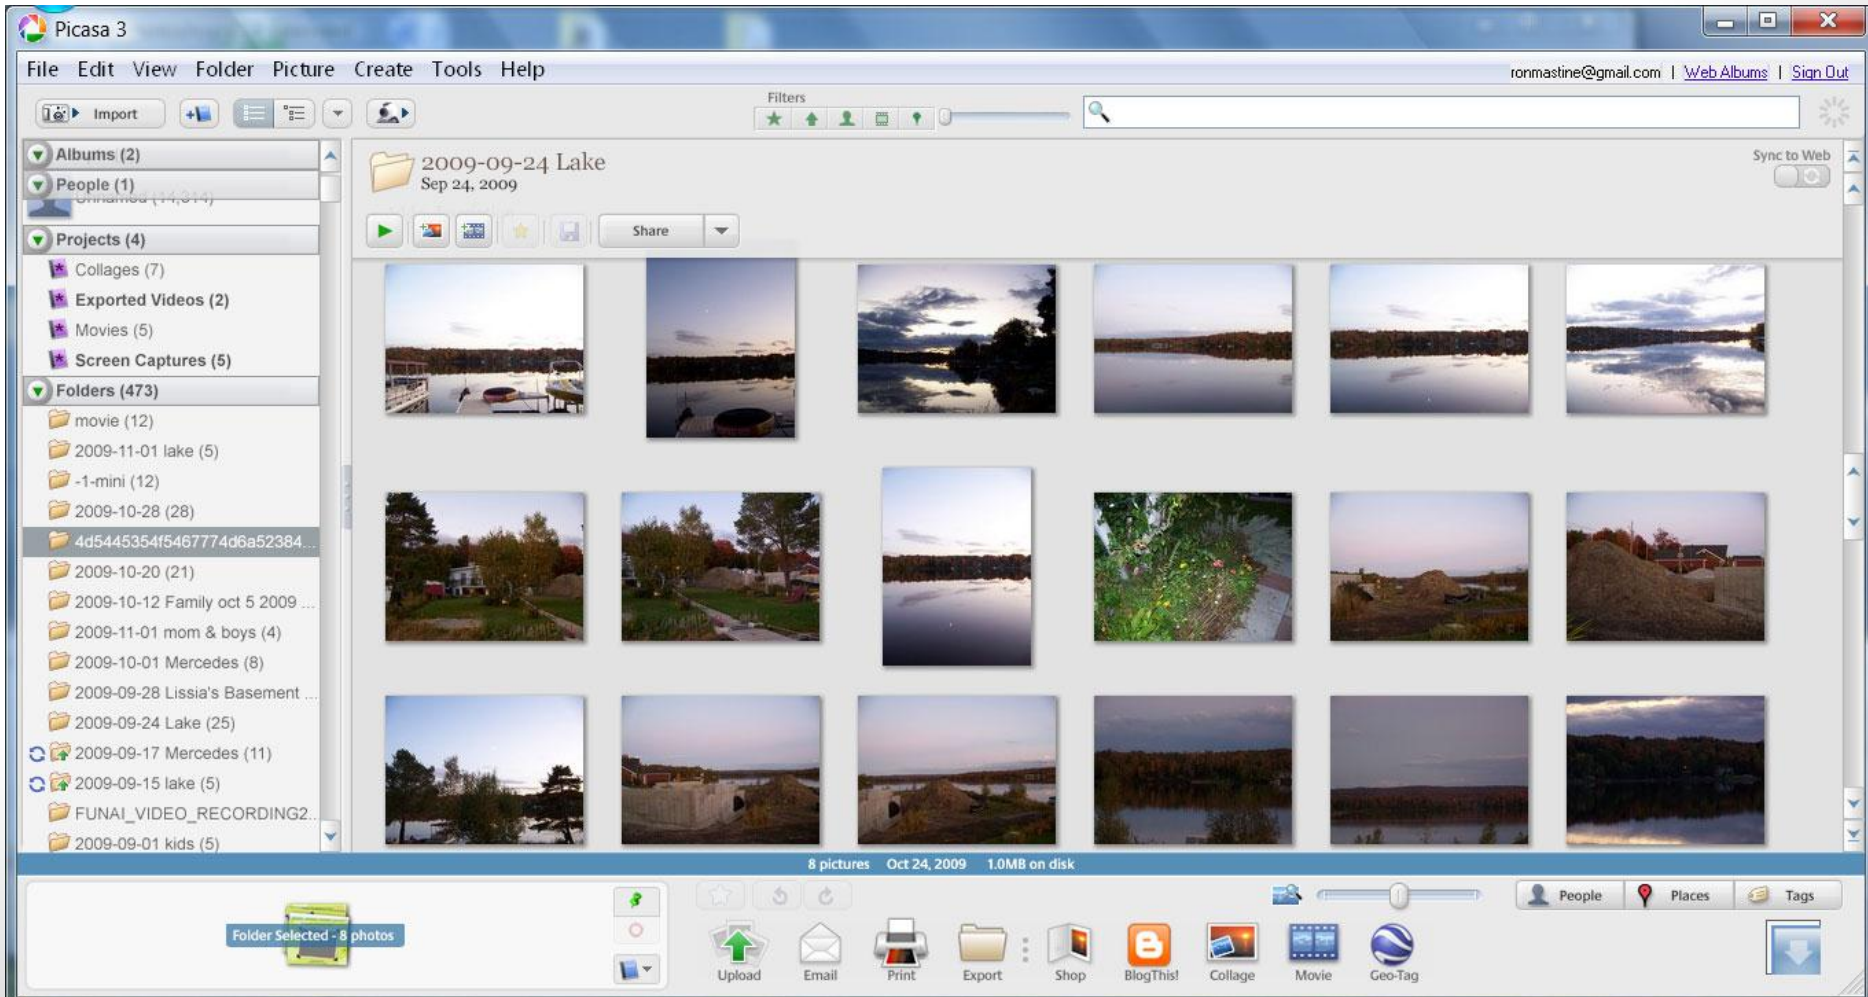 Picasa 3
File Edit View Folder Picture Create Tools Help
ronmastine@gmail.com | Web Albums | Sign Out
Import
Filters
Albums (2)
People (1)
Unnamed (14,314)
Projects (4)
Collages (7)
Exported Videos (2)
Movies (5)
Screen Captures (5)
Folders (473)
movie (12)
2009-11-01 lake (5)
-1-mini (12)
2009-10-28 (28)
4d5445354f5467774d6a52384...
2009-10-20 (21)
2009-10-12 Family oct 5 2009 ...
2009-11-01 mom & boys (4)
2009-10-01 Mercedes (8)
2009-09-28 Lissia's Basement ...
2009-09-24 Lake (25)
2009-09-17 Mercedes (11)
2009-09-15 lake (5)
FUNAI_VIDEO_RECORDING2...
2009-09-01 kids (5)
2009-09-24 Lake
Sep 24, 2009
Sync to Web
Share
8 pictures Oct 24, 2009 1.0MB on disk
Folder Selected - 8 photos
People Places Tags
Upload Email Print Export Shop BlogThis! Collage Movie Geo-Tag